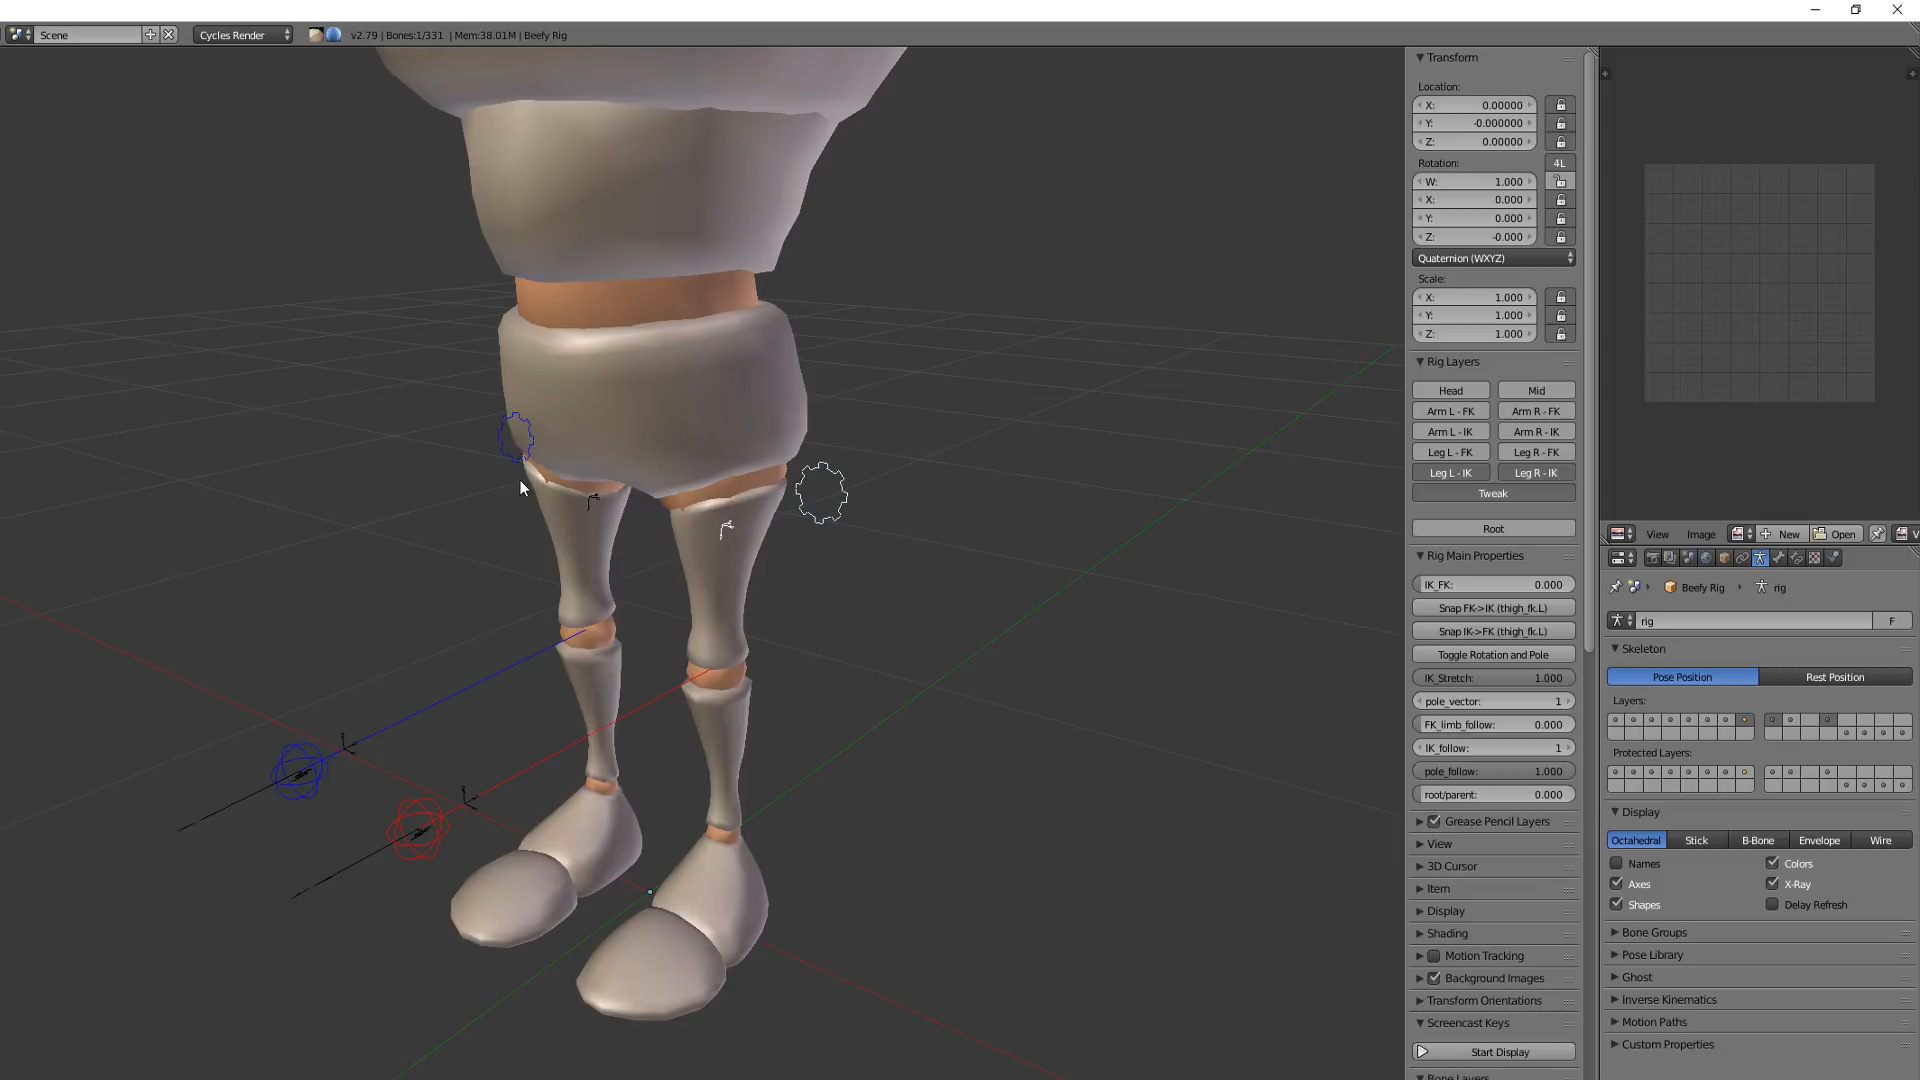 Scene
Cycles Render
v2.79 | Bones:1/331 | Mem:38.01M | Beefy Rig
Transform
Location:
X: 0.00000
Y: -0.000000
Z: 0.00000
Rotation: 4L
W: 1.000
X: 0.000
Y: 0.000
Z: -0.000
Quaternion (WXYZ)
Scale:
X: 1.000
Y: 1.000
Z: 1.000
Rig Layers
Head Mid
Arm L - FK Arm R - FK
Arm L - IK Arm R - IK
Leg L - FK Leg R - FK
Leg L - IK Leg R - IK
Tweak
Root
Rig Main Properties
IK_FK: 0.000
Snap FK->IK (thigh_fk.L)
Snap IK->FK (thigh_fk.L)
Toggle Rotation and Pole
IK_Stretch: 1.000
pole_vector: 1
FK_limb_follow: 0.000
IK_follow: 1
pole_follow: 1.000
root/parent: 0.000
Grease Pencil Layers
View
3D Cursor
Item
Display
Shading
Motion Tracking
Background Images
Transform Orientations
Screencast Keys
Start Display
Bone Layers
View Image New Open V
Beefy Rig rig
rig F
Skeleton
Pose Position Rest Position
Layers:
Protected Layers:
Display
Octahedral Stick B-Bone Envelope Wire
Names Colors
Axes X-Ray
Shapes Delay Refresh
Bone Groups
Pose Library
Ghost
Inverse Kinematics
Motion Paths
Custom Properties